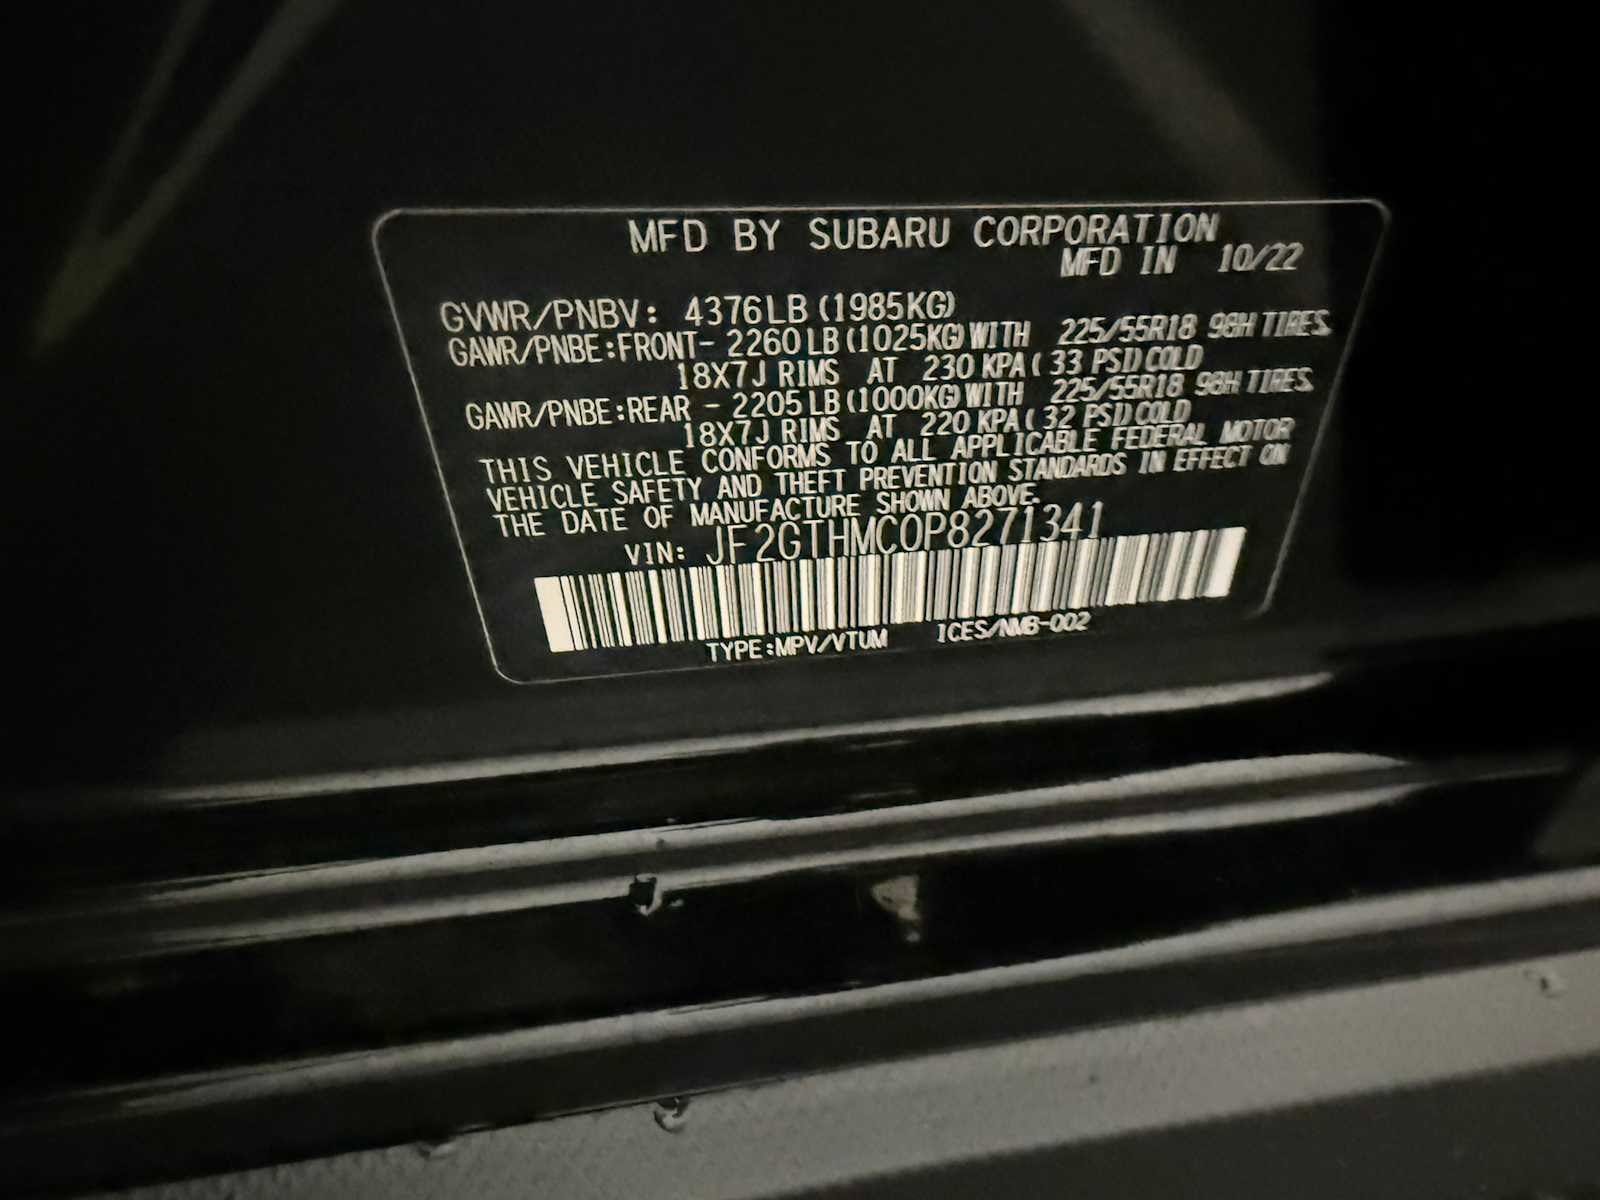 MFD BY SUBARU CORPORATION
MFD IN 10/22
GVWR/PNBV: 4376LB (1985KG)
GAWR/PNBE:FRONT- 2260 LB (1025KG)WITH 225/55R18 98H TIRES.
18X7J RIMS AT 230 KPA ( 33 PSI)COLD
GAWR/PNBE:REAR - 2205 LB (1000KG)WITH 225/55R18 98H TIRES.
18X7J RIMS AT 220 KPA ( 32 PSI)COLD
THIS VEHICLE CONFORMS TO ALL APPLICABLE FEDERAL MOTOR
VEHICLE SAFETY AND THEFT PREVENTION STANDARDS IN EFFECT ON
THE DATE OF MANUFACTURE SHOWN ABOVE.
VIN: JF2GTHMC0P8271341
TYPE:MPV/VTUM ICES/NMB-002